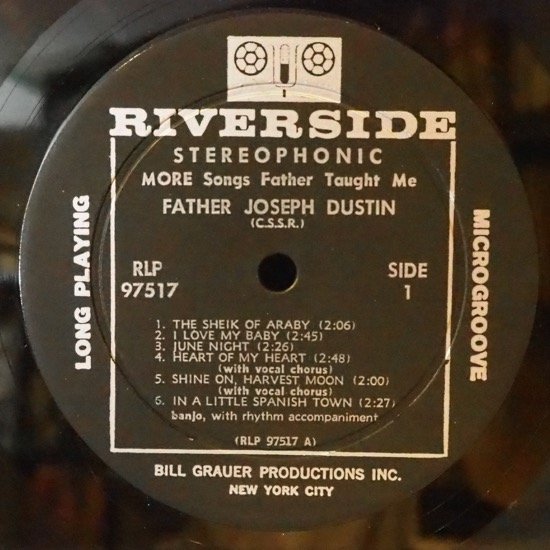 RIVERSIDE
STEREOPHONIC
MORE Songs Father Taught Me
FATHER JOSEPH DUSTIN
(C.S.S.R.)
LONG PLAYING
MICROGROOVE
RLP
97517
SIDE
1
1. THE SHEIK OF ARABY (2:06)
2. I LOVE MY BABY (2:45)
3. JUNE NIGHT (2:26)
4. HEART OF MY HEART (2:48)
(with vocal chorus)
5. SHINE ON, HARVEST MOON (2:00)
(with vocal chorus)
6. IN A LITTLE SPANISH TOWN (2:27)
banjo, with rhythm accompaniment
(RLP 97517 A)
BILL GRAUER PRODUCTIONS INC.
NEW YORK CITY